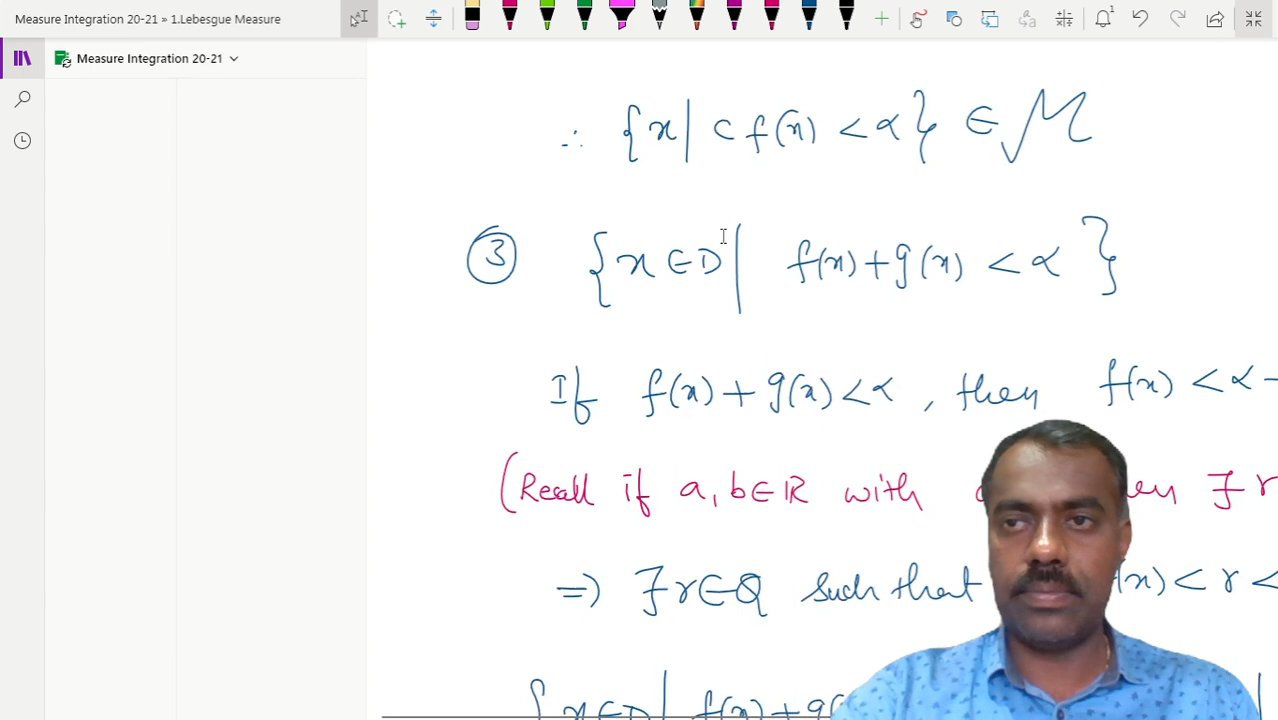 Measure Integration 20-21 » 1.Lebesgue Measure
Measure Integration 20-21
∴ {x| c f(x) < α} ∈ M
③ {x ∈ D| f(x)+g(x) < α}
If f(x) + g(x) < α , then f(x) < α -
(Recall if a, b ∈ ℝ with ∃ r
=> ∃ r ∈ Q such that (x) < r <
{x ∈ D| f(x) + g(